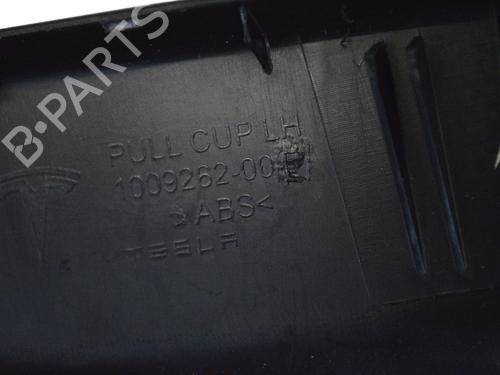 B-PARTS
PULL CUP LH
1009262-00-E
>ABS<
TESLA